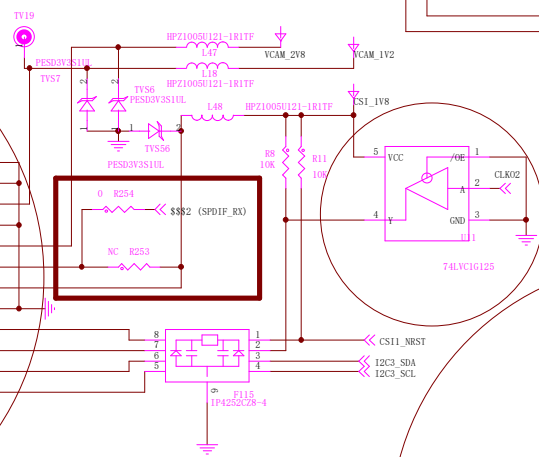 TV19
HPZ1005U121-1R1TF
L47
VCAM_2V8
VCAM_1V2
PESD3V3S1UL
L18
TVS7
HPZ1005U121-1R1TF
2
2
TVS6
PESD3V3S1UL
CSI_1V8
L48
HPZ1005U121-1R1TF
1
1
1
2
TVS56
PESD3V3S1UL
R8
10K
R11
10K
5
VCC
/OE
1
CLKO2
A
2
4
Y
GND
3
U11
74LVC1G125
0
R254
$$$2 (SPDIF_RX)
NC
R253
8
1
7
2
CSI1_NRST
6
3
I2C3_SDA
5
4
I2C3_SCL
9
F115
IP4252CZ8-4